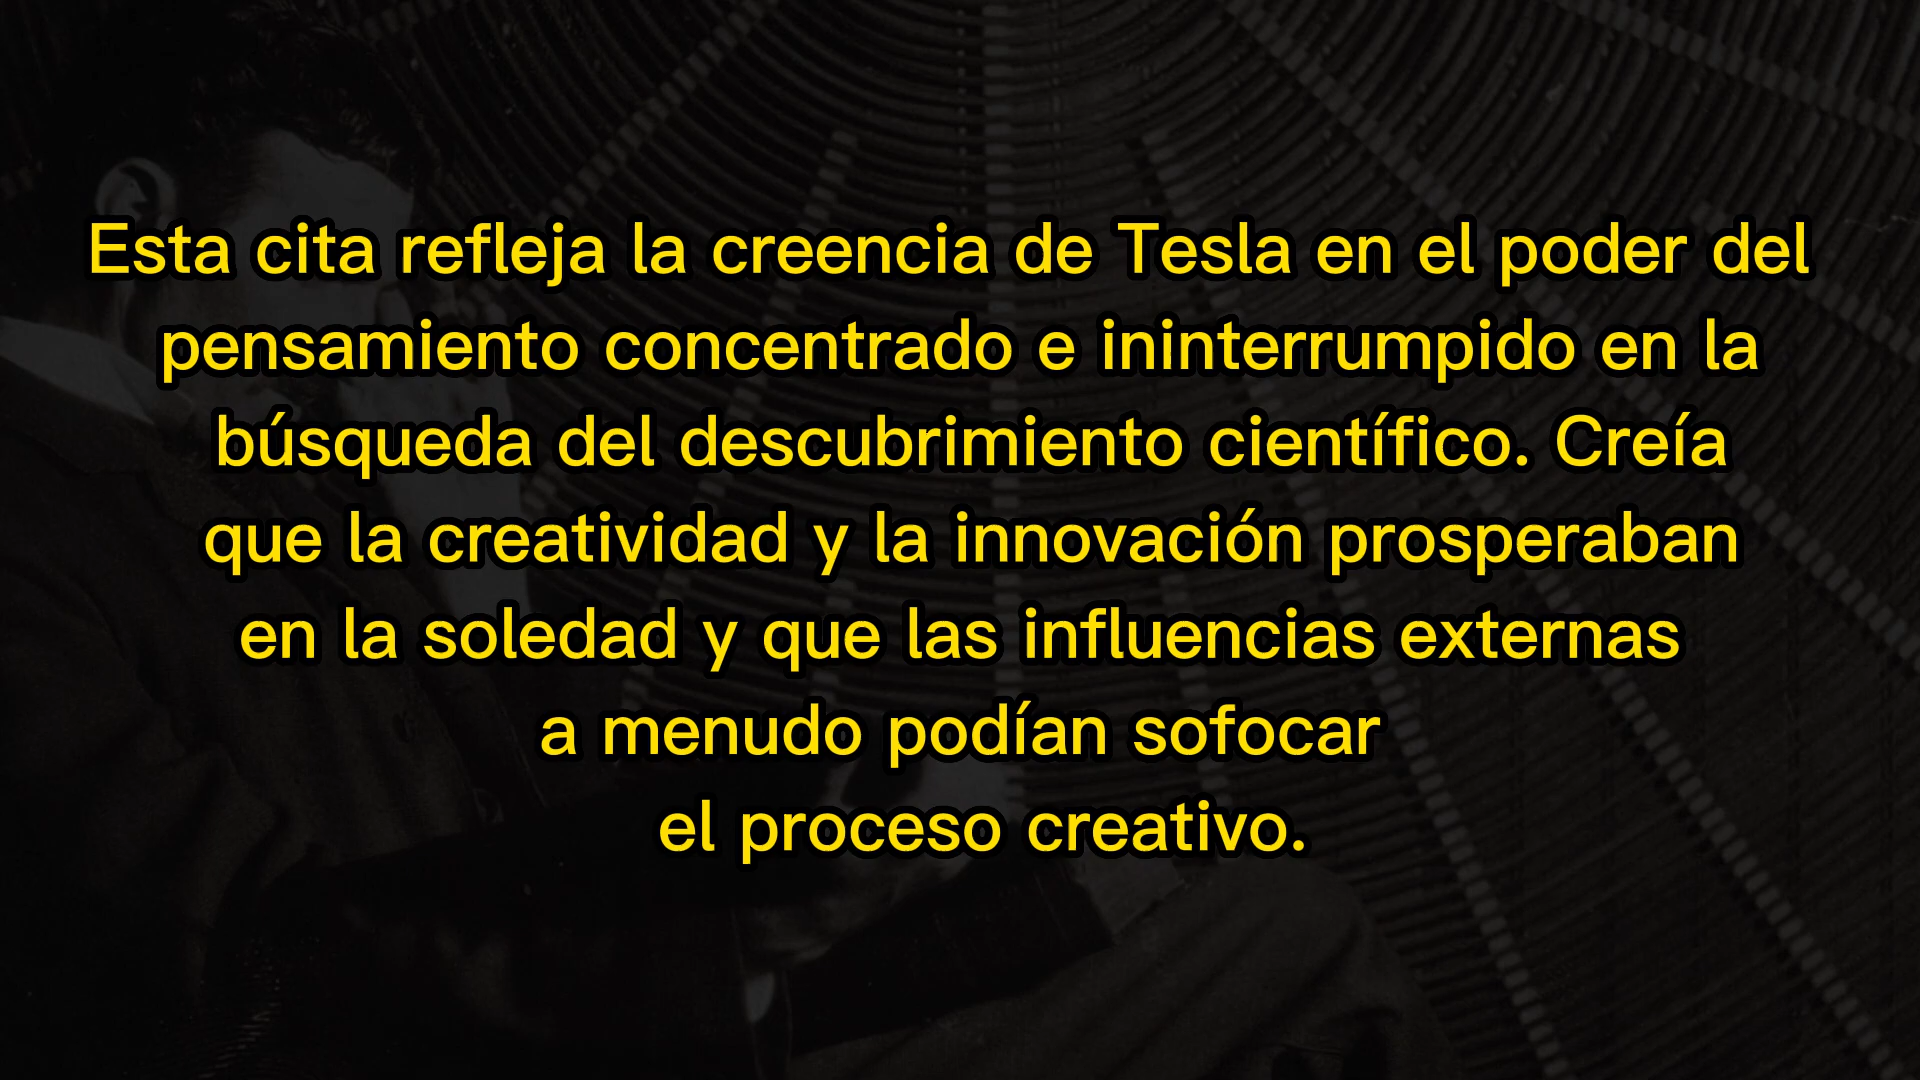 Esta cita refleja la creencia de Tesla en el poder del
pensamiento concentrado e ininterrumpido en la
búsqueda del descubrimiento científico. Creía
que la creatividad y la innovación prosperaban
en la soledad y que las influencias externas
a menudo podían sofocar
el proceso creativo.